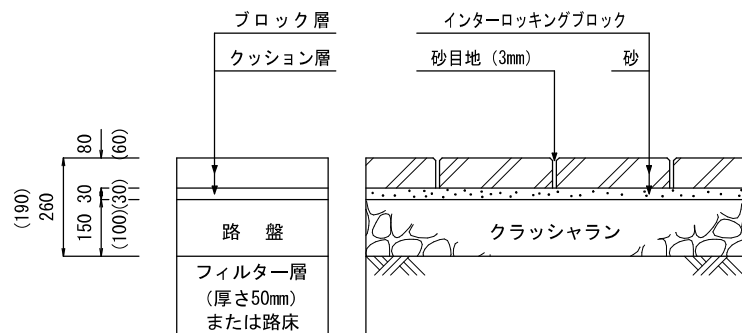 ブロック層
インターロッキングブロック
クッション層
砂目地（3mm）
砂
80
(60)
30
(30)
150
(100)
260
(190)
路　盤
クラッシャラン
フィルター層
(厚さ50mm)
または路床